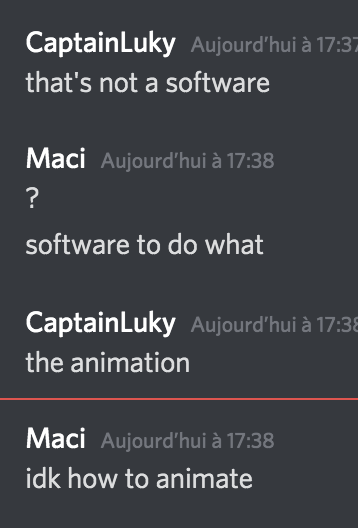 CaptainLuky Aujourd'hui à 17:37
that's not a software
Maci Aujourd'hui à 17:38
?
software to do what
CaptainLuky Aujourd'hui à 17:38
the animation
Maci Aujourd'hui à 17:38
idk how to animate